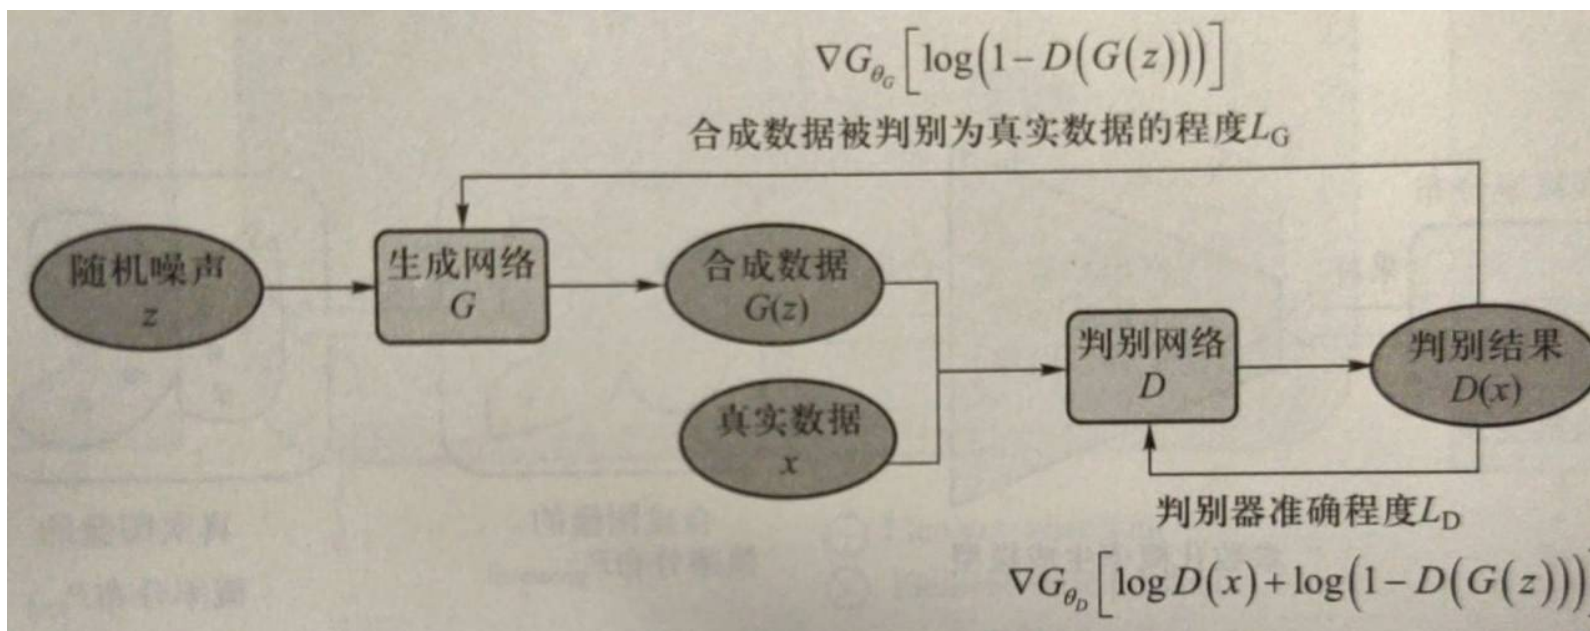 ∇G_{θ_G}[log(1−D(G(z)))]
合成数据被判别为真实数据的程度L_G
随机噪声
z
生成网络
G
合成数据
G(z)
真实数据
x
判别网络
D
判别结果
D(x)
判别器准确程度L_D
∇G_{θ_D}[log D(x)+log(1−D(G(z)))